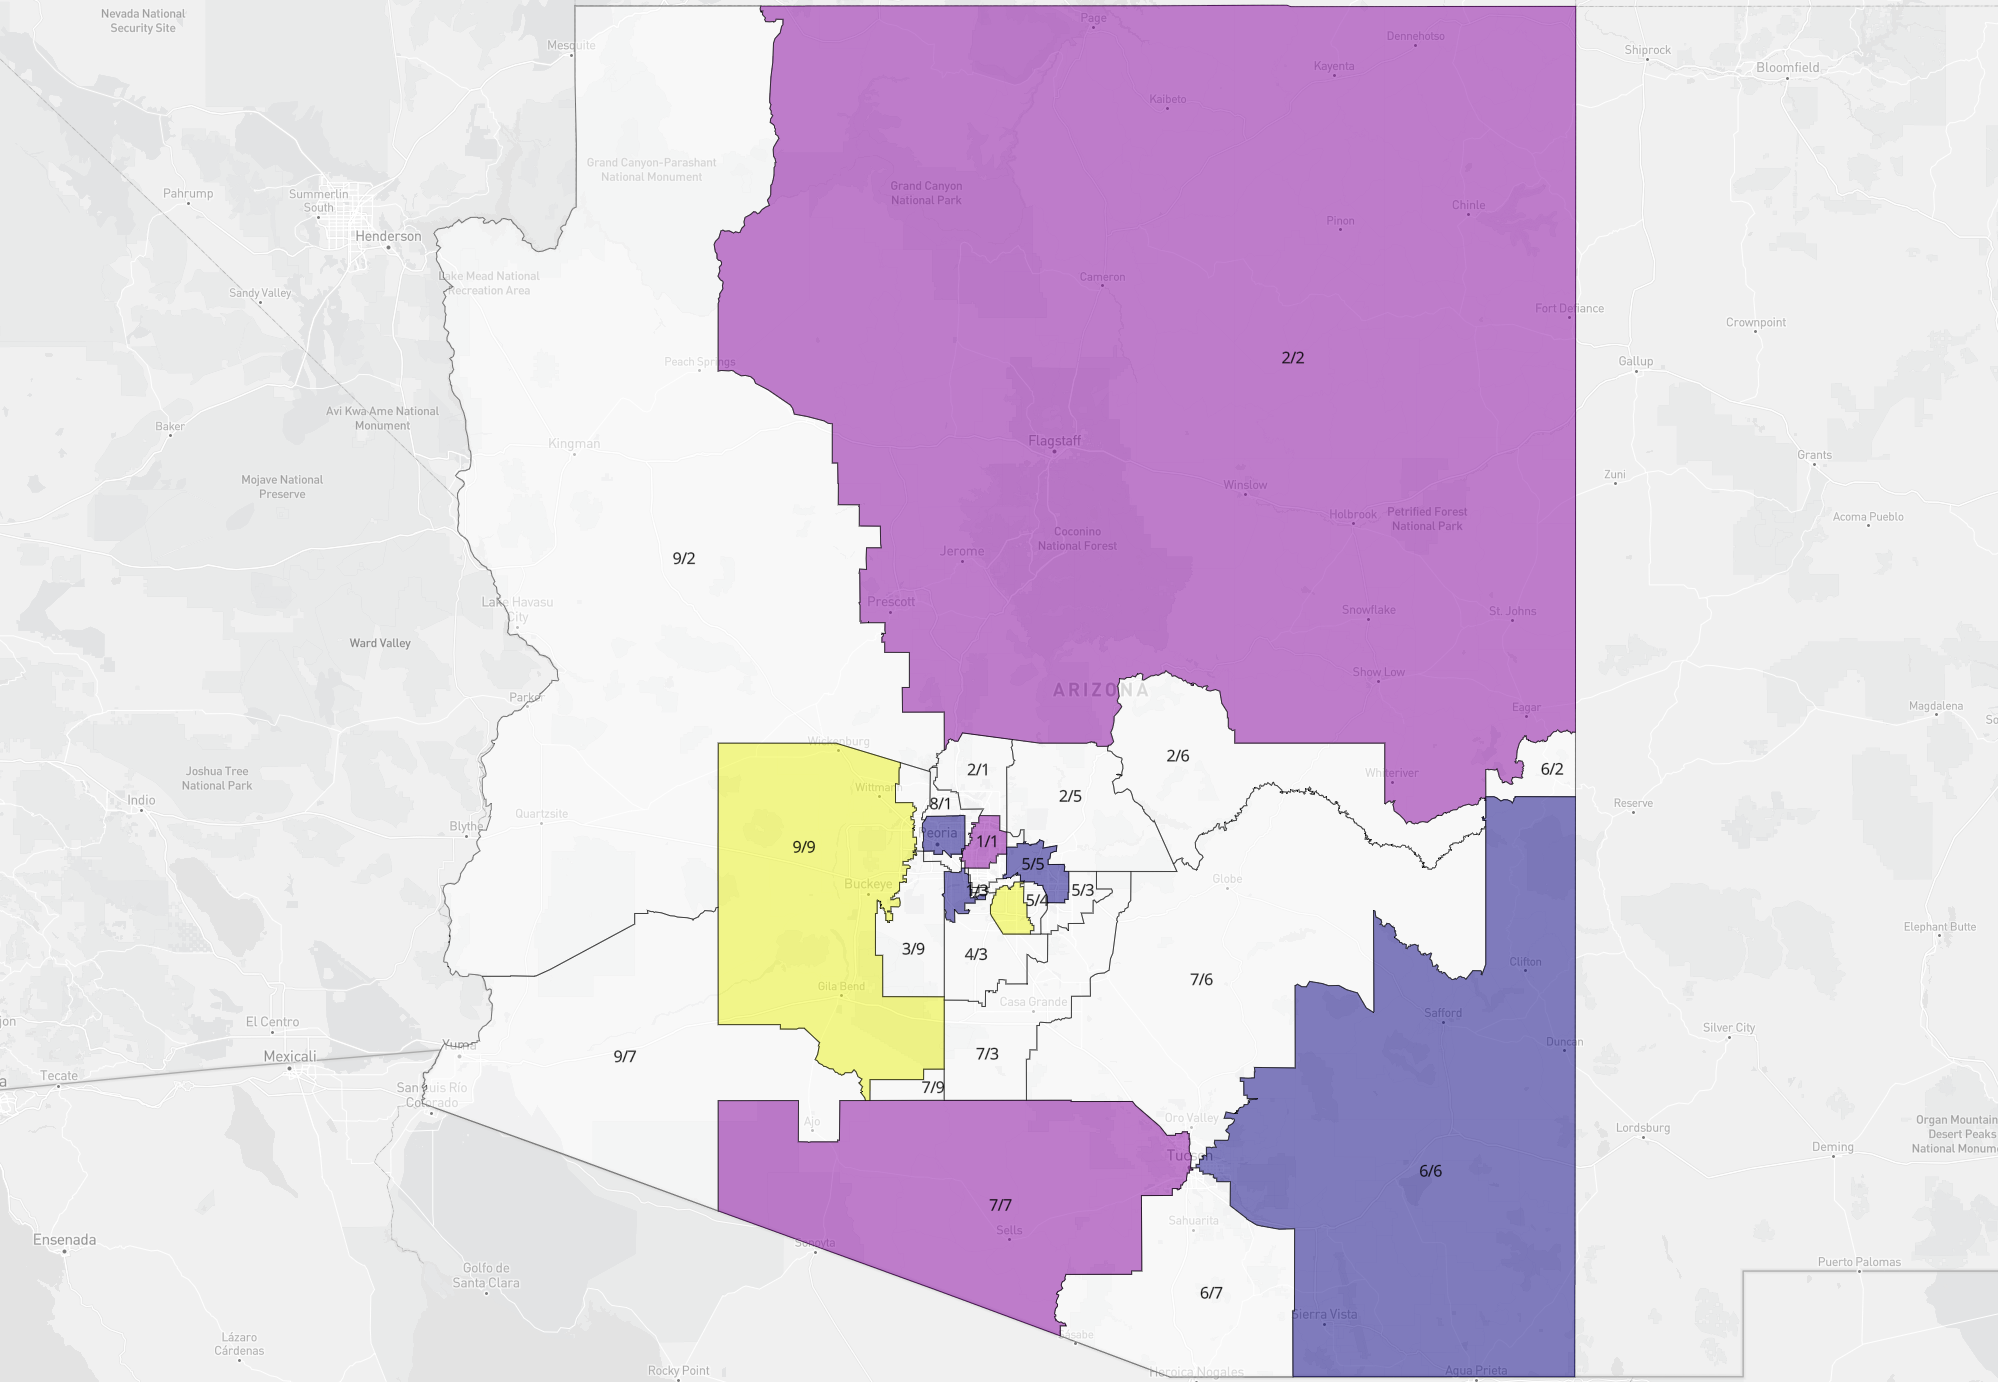 Nevada National
Security Site
Mesquite
Page
Dennehotso
Shiprock
Bloomfield
Kayenta
Kaibeto
Grand Canyon-Parashant
National Monument
Pahrump
Summerlin
South
Grand Canyon
National Park
Chinle
Pinon
Henderson
Lake Mead National
Recreation Area
Sandy Valley
Cameron
Fort Defiance
Crownpoint
2/2
Peach Springs
Gallup
Avi Kwa Ame National
Monument
Baker
Kingman
Flagstaff
Grants
Mojave National
Preserve
Winslow
Zuni
Holbrook
Petrified Forest
National Park
Acoma Pueblo
Coconino
National Forest
Jerome
9/2
Lake Havasu
City
Prescott
Snowflake
St. Johns
Ward Valley
Show Low
Parker
ARIZONA
Eagar
Magdalena
Wickenburg
2/6
2/1
6/2
Joshua Tree
National Park
Whiteriver
Wittmann
2/5
Indio
8/1
Reserve
Quartzsite
Blythe
Peoria
9/9
1/1
5/5
Buckeye
Globe
1/3
5/3
5/4
Elephant Butte
3/9
4/3
Clifton
7/6
Gila Bend
Casa Grande
El Centro
Safford
Silver City
Yuma
Duncan
Mexicali
9/7
7/3
Tecate
San Luis Río
Colorado
7/9
Ajo
Oro Valley
Lordsburg
Organ Mountain
Desert Peaks
National Monume
Deming
Tucson
6/6
7/7
Sahuarita
Sells
Ensenada
Sonoyta
Puerto Palomas
Golfo de
Santa Clara
6/7
Sierra Vista
Lázaro
Cárdenas
Sásabe
Rocky Point
Heroica Nogales
Agua Prieta